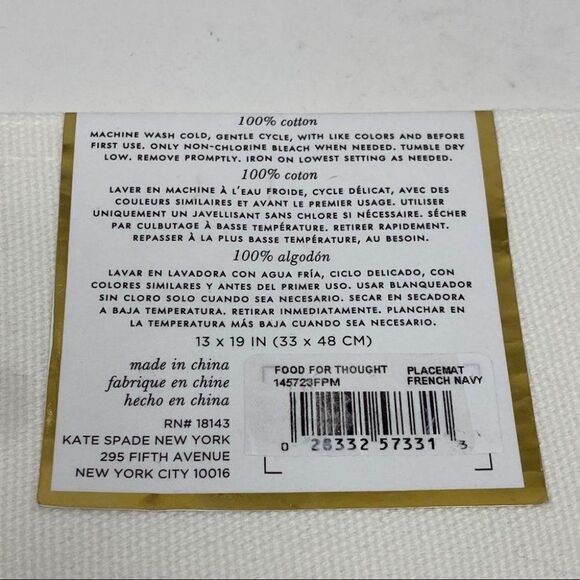 100% cotton
MACHINE WASH COLD, GENTLE CYCLE, WITH LIKE COLORS AND BEFORE
FIRST USE. ONLY NON-CHLORINE BLEACH WHEN NEEDED. TUMBLE DRY
LOW. REMOVE PROMPTLY. IRON ON LOWEST SETTING AS NEEDED.
100% coton
LAVER EN MACHINE À L'EAU FROIDE, CYCLE DÉLICAT, AVEC DES
COULEURS SIMILAIRES ET AVANT LE PREMIER USAGE. UTILISER
UNIQUEMENT UN JAVELLISANT SANS CHLORE SI NÉCESSAIRE. SÉCHER
PAR CULBUTAGE À BASSE TEMPÉRATURE. RETIRER RAPIDEMENT.
REPASSER À LA PLUS BASSE TEMPÉRATURE, AU BESOIN.
100% algodón
LAVAR EN LAVADORA CON AGUA FRÍA, CICLO DELICADO, CON
COLORES SIMILARES Y ANTES DEL PRIMER USO. USAR BLANQUEADOR
SIN CLORO SOLO CUANDO SEA NECESARIO. SECAR EN SECADORA
A BAJA TEMPERATURA. RETIRAR INMEDIATAMENTE. PLANCHAR EN
LA TEMPERATURA MÁS BAJA CUANDO SEA NECESARIO.
13 x 19 IN (33 x 48 CM)
made in china
fabrique en chine
hecho en china
RN# 18143
KATE SPADE NEW YORK
295 FIFTH AVENUE
NEW YORK CITY 10016
FOOD FOR THOUGHT PLACEMAT
145723FPM FRENCH NAVY
0 28332 57331 3